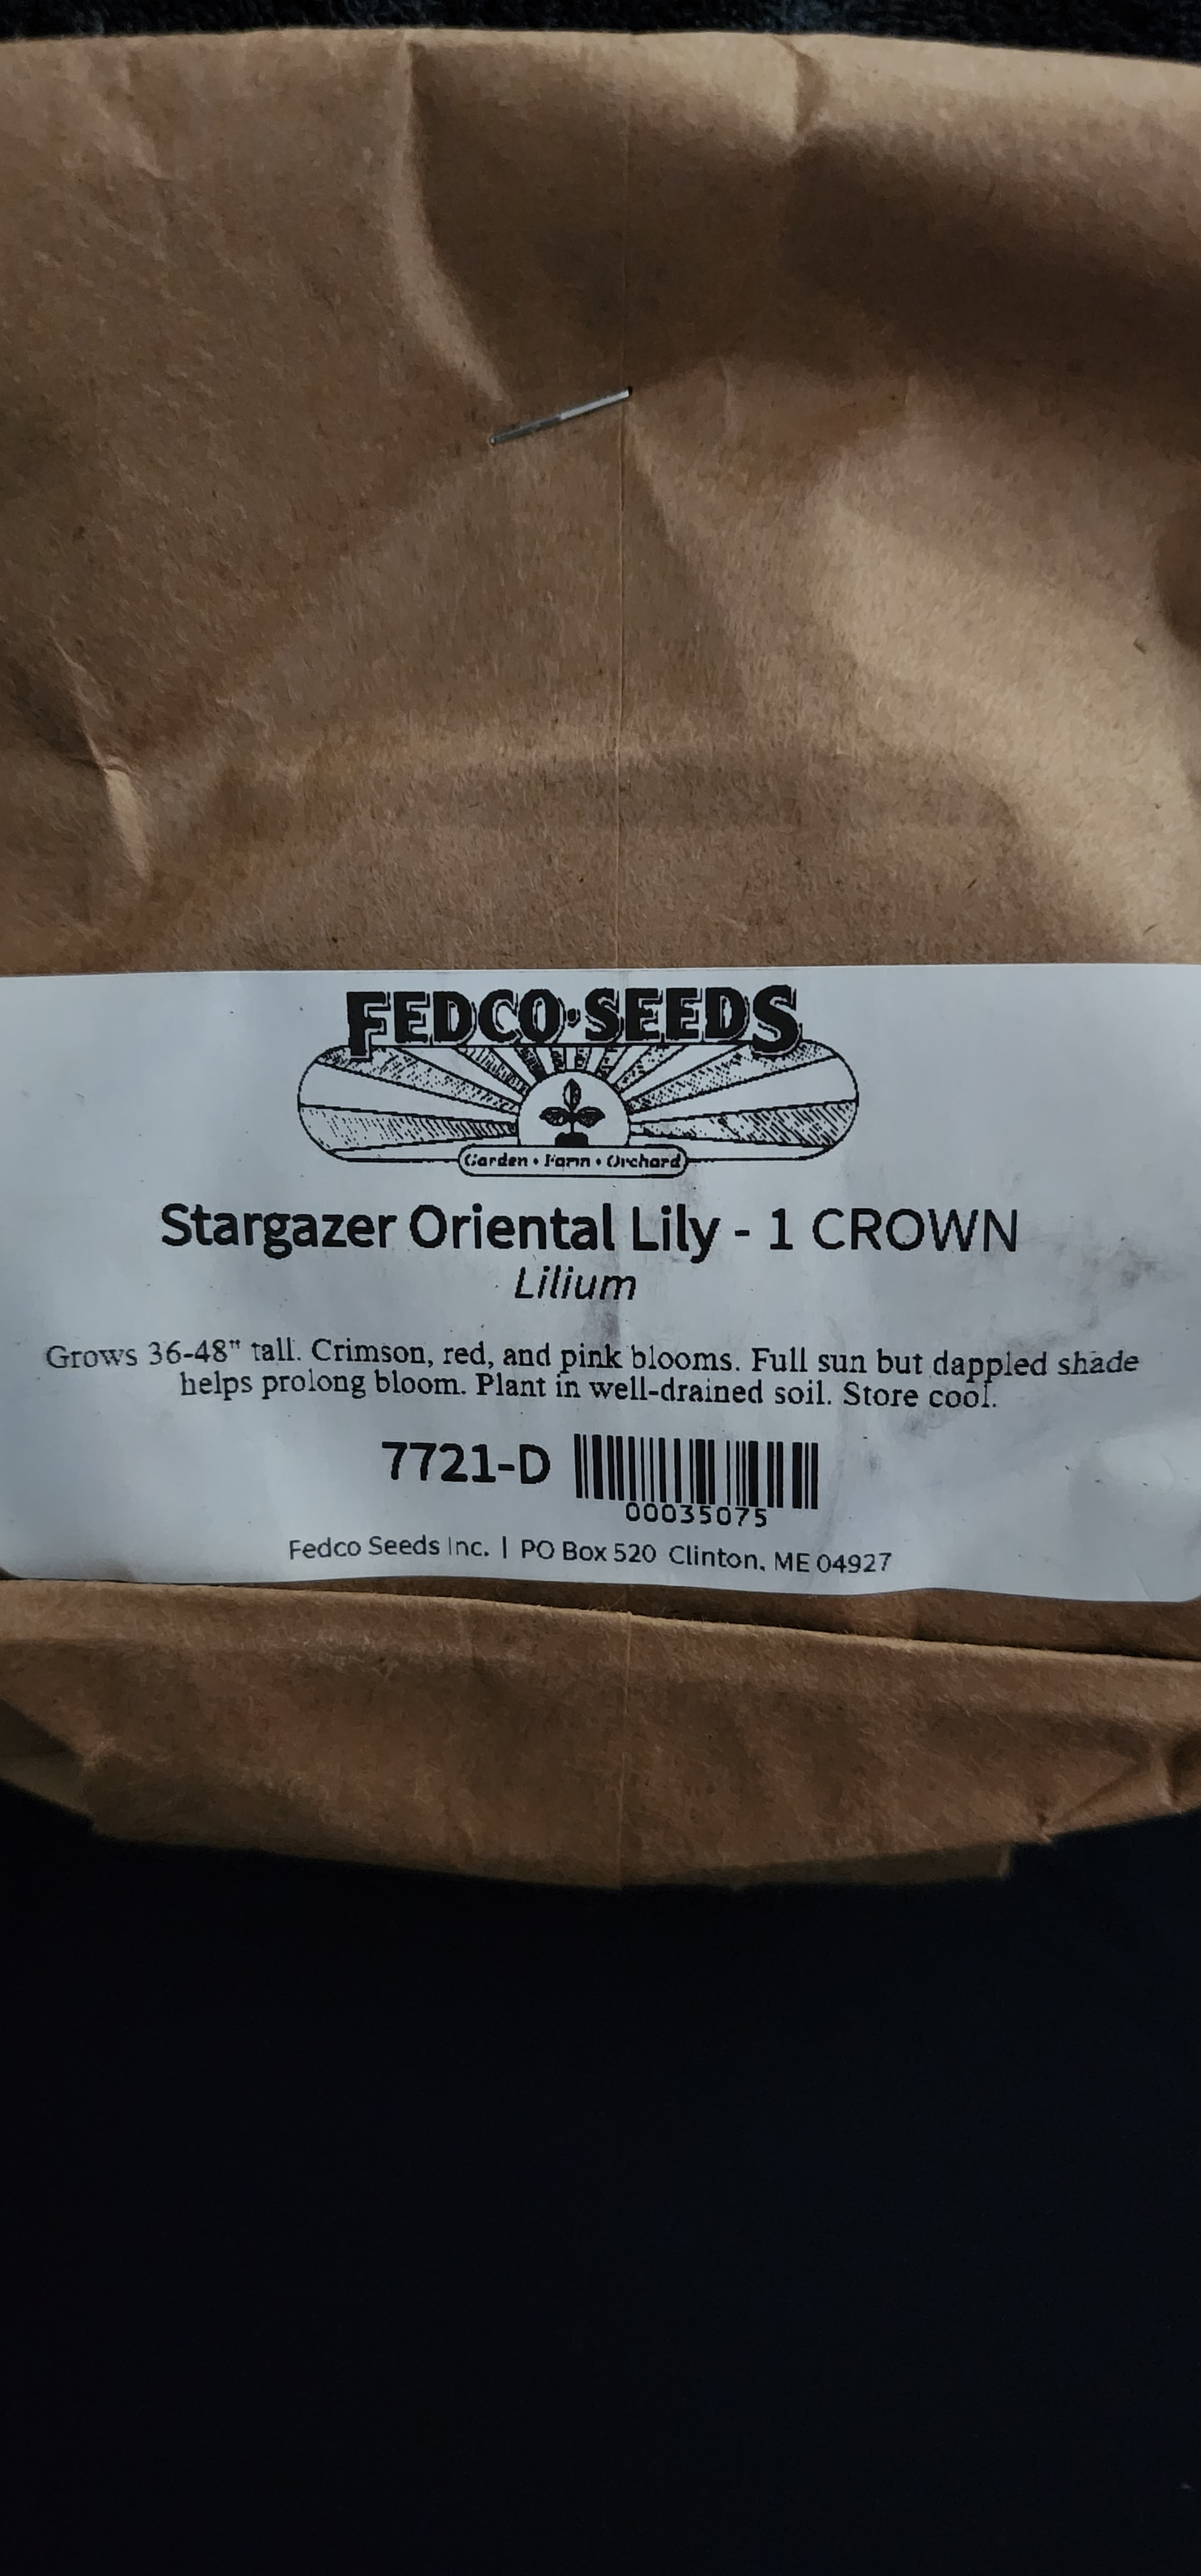 FEDCO·SEEDS
Garden • Farm • Orchard
Stargazer Oriental Lily - 1 CROWN
Lilium
Grows 36-48" tall. Crimson, red, and pink blooms. Full sun but dappled shade
helps prolong bloom. Plant in well-drained soil. Store cool.
7721-D
00035075
Fedco Seeds Inc. | PO Box 520 Clinton, ME 04927